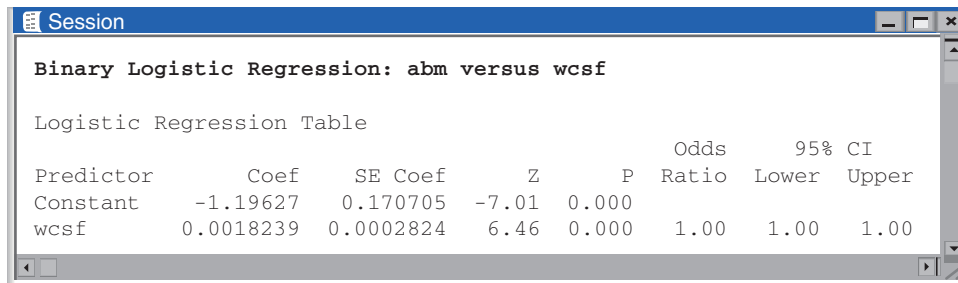 Session
Binary Logistic Regression: abm versus wcsf
Logistic Regression Table
Odds 95% CI
Predictor Coef SE Coef Z P Ratio Lower Upper
Constant -1.19627 0.170705 -7.01 0.000
wcsf 0.0018239 0.0002824 6.46 0.000 1.00 1.00 1.00